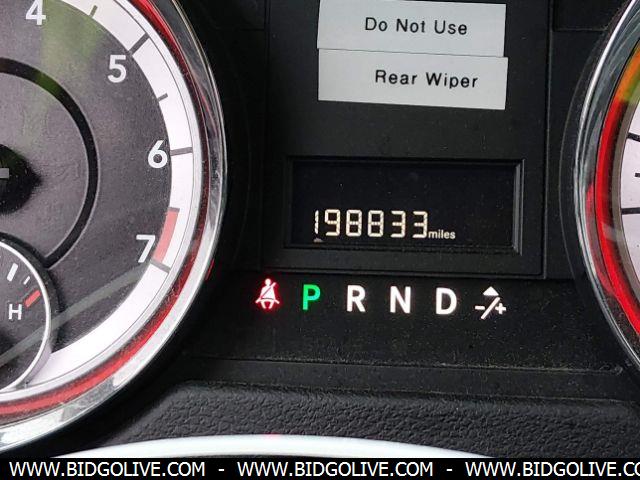 4
5
6
7
H
Do Not Use
Rear Wiper
198833 miles
P R N D -/+
WWW.BIDGOLIVE.COM - WWW.BIDGOLIVE.COM - WWW.BIDGOLIVE.COM